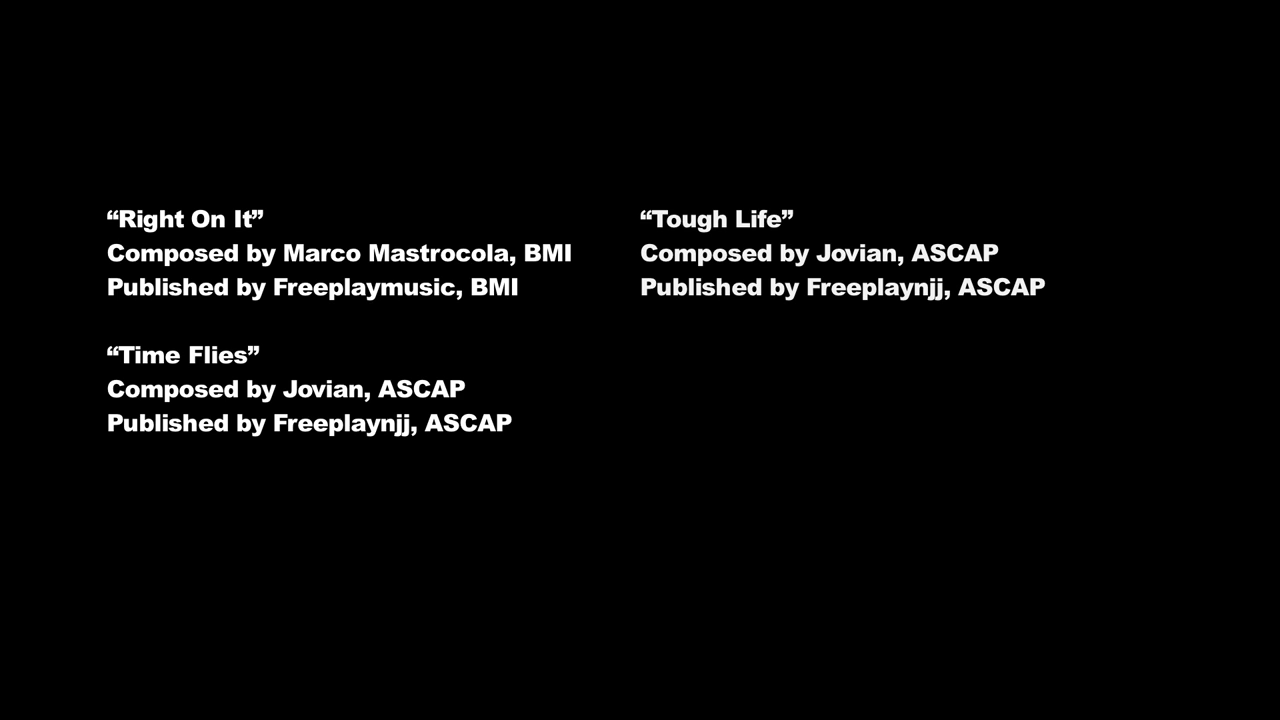 “Right On It”
Composed by Marco Mastrocola, BMI
Published by Freeplaymusic, BMI
“Time Flies”
Composed by Jovian, ASCAP
Published by Freeplaynjj, ASCAP
“Tough Life”
Composed by Jovian, ASCAP
Published by Freeplaynjj, ASCAP